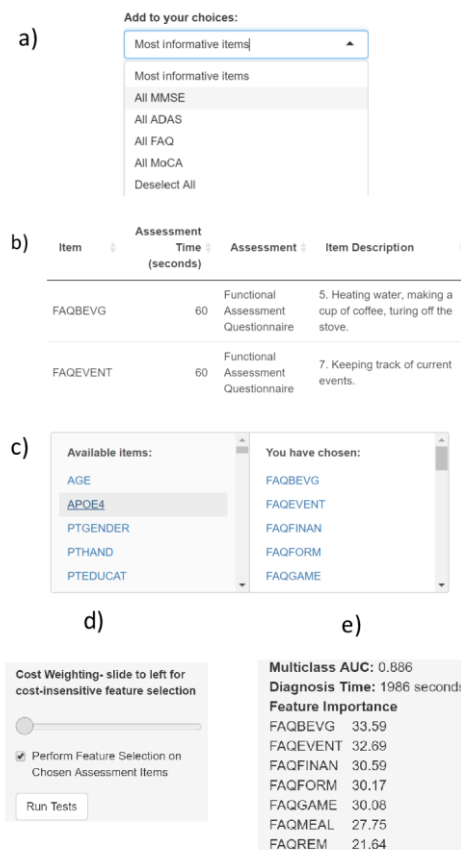 Add to your choices:
a)
Most informative items
Most informative items
All MMSE
All ADAS
All FAQ
All MoCA
Deselect All
b)
Item
Assessment
Time
(seconds)
Assessment
Item Description
FAQBEVG
60
Functional
Assessment
Questionnaire
5. Heating water, making a
cup of coffee, turing off the
stove.
FAQEVENT
60
Functional
Assessment
Questionnaire
7. Keeping track of current
events.
c)
Available items:
AGE
APOE4
PTGENDER
PTHAND
PTEDUCAT
You have chosen:
FAQBEVG
FAQEVENT
FAQFINAN
FAQFORM
FAQGAME
d)
Cost Weighting- slide to left for
cost-insensitive feature selection
Perform Feature Selection on
Chosen Assessment Items
Run Tests
e)
Multiclass AUC: 0.886
Diagnosis Time: 1986 seconds
Feature Importance
FAQBEVG 33.59
FAQEVENT 32.69
FAQFINAN 30.59
FAQFORM 30.17
FAQGAME 30.08
FAQMEAL 27.75
FAQREM 21.64